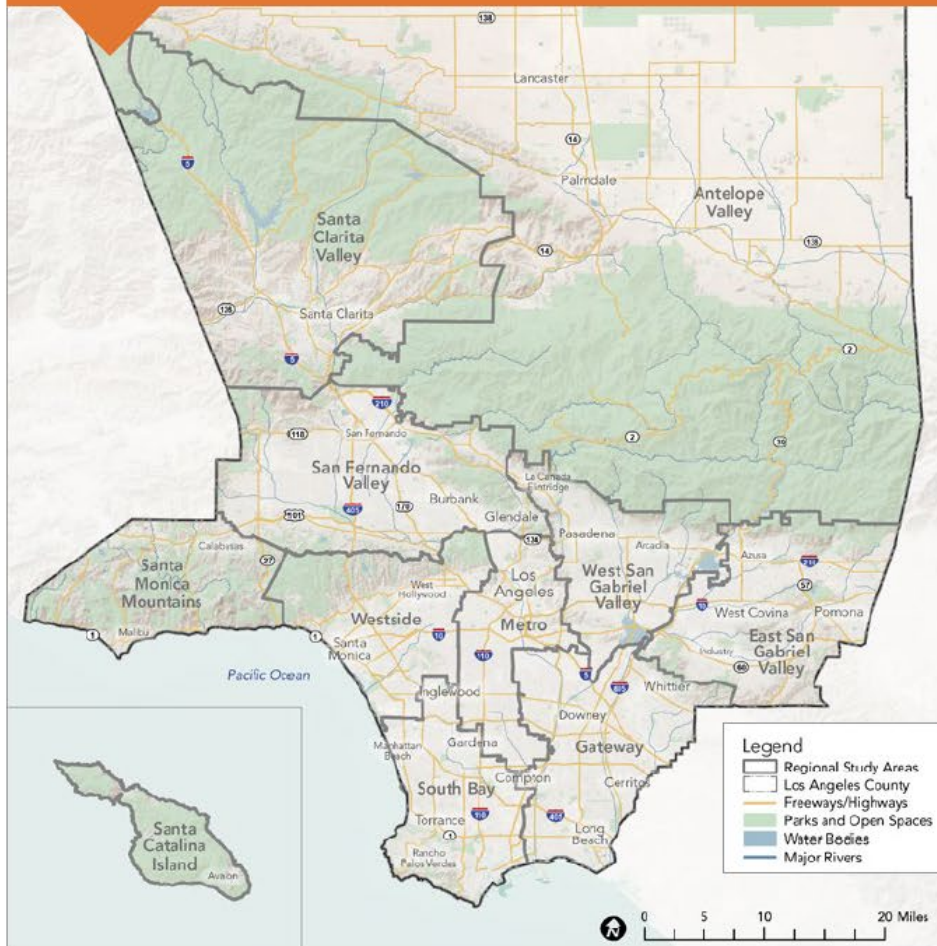 138
Lancaster
14
5
Palmdale
Antelope
Valley
Santa
Clarita
Valley
14
138
126
Santa Clarita
5
2
210
118
San Fernando
2
39
San Fernando
Valley
La Cañada
Flintridge
405
170
Burbank
101
Glendale
Pasadena
Arcadia
Azusa
210
134
Calabasas
27
Santa
Monica
Mountains
West
Hollywood
Los
Angeles
West San
Gabriel
Valley
57
10
West Covina
Pomona
Westside
Metro
1
Malibu
1
Santa
Monica
10
110
Industry
East San
Gabriel
Valley
60
Pacific Ocean
5
605
Whittier
Inglewood
Downey
Manhattan
Beach
Gardena
Gateway
Compton
South Bay
Cerritos
Torrance
1
110
405
Long
Beach
Rancho
Palos Verdes
Santa
Catalina
Island
Avalon
Legend
Regional Study Areas
Los Angeles County
Freeways/Highways
Parks and Open Spaces
Water Bodies
Major Rivers
N
0 5 10 20 Miles